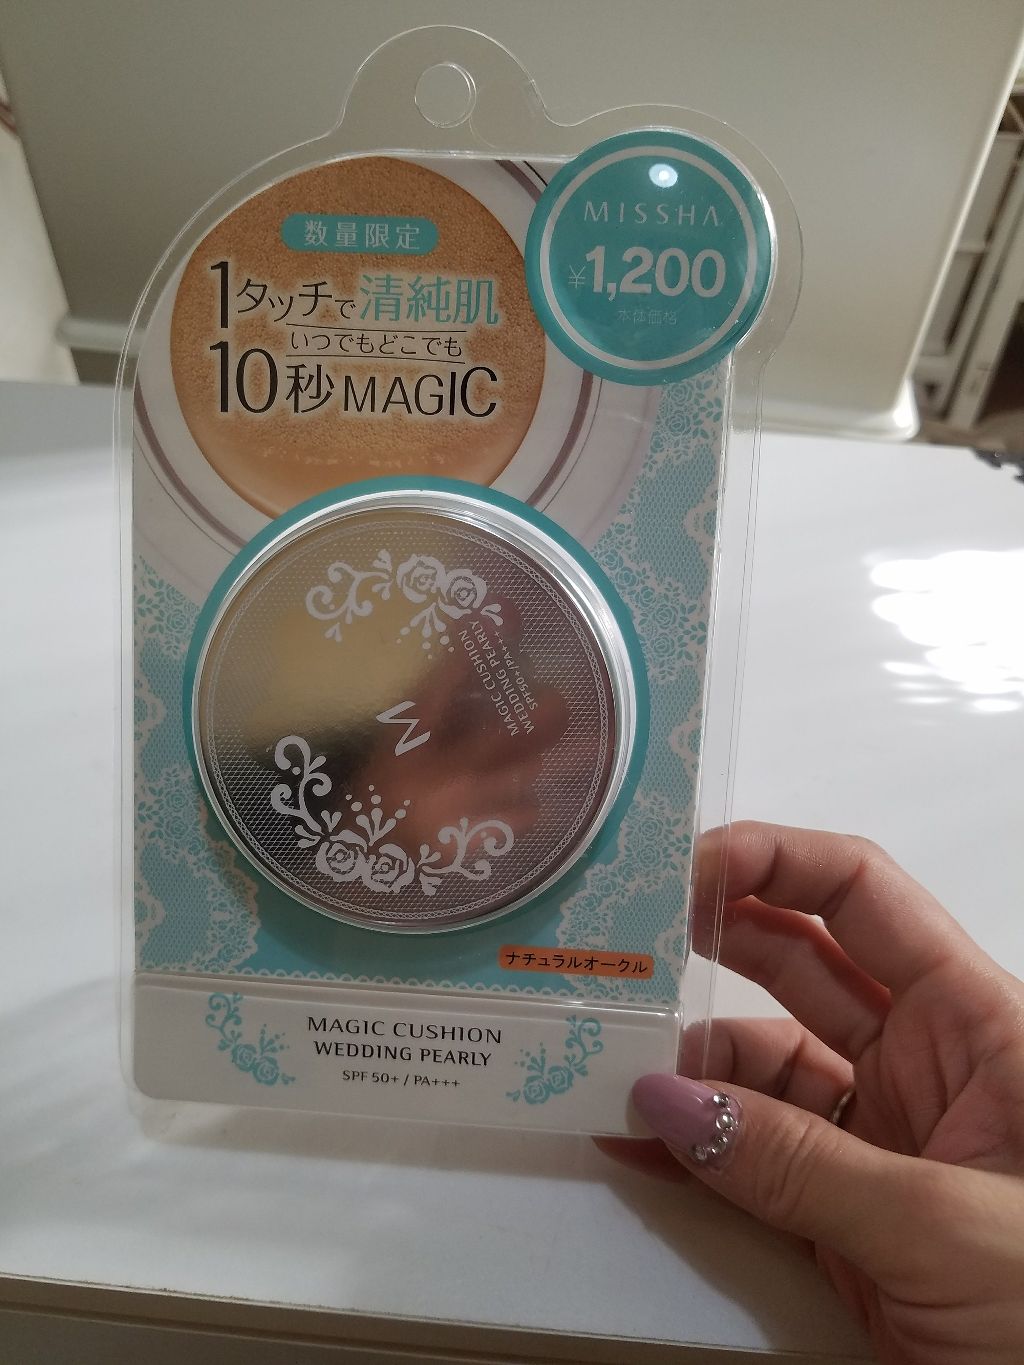 MISSHA
¥1,200
本体価格
数量限定
1タッチで清純肌
いつでもどこでも
10秒MAGIC
MAGIC CUSHION
WEDDING PEARLY
SPF50+/PA+++
M
ナチュラルオークル
MAGIC CUSHION
WEDDING PEARLY
SPF 50+ / PA+++